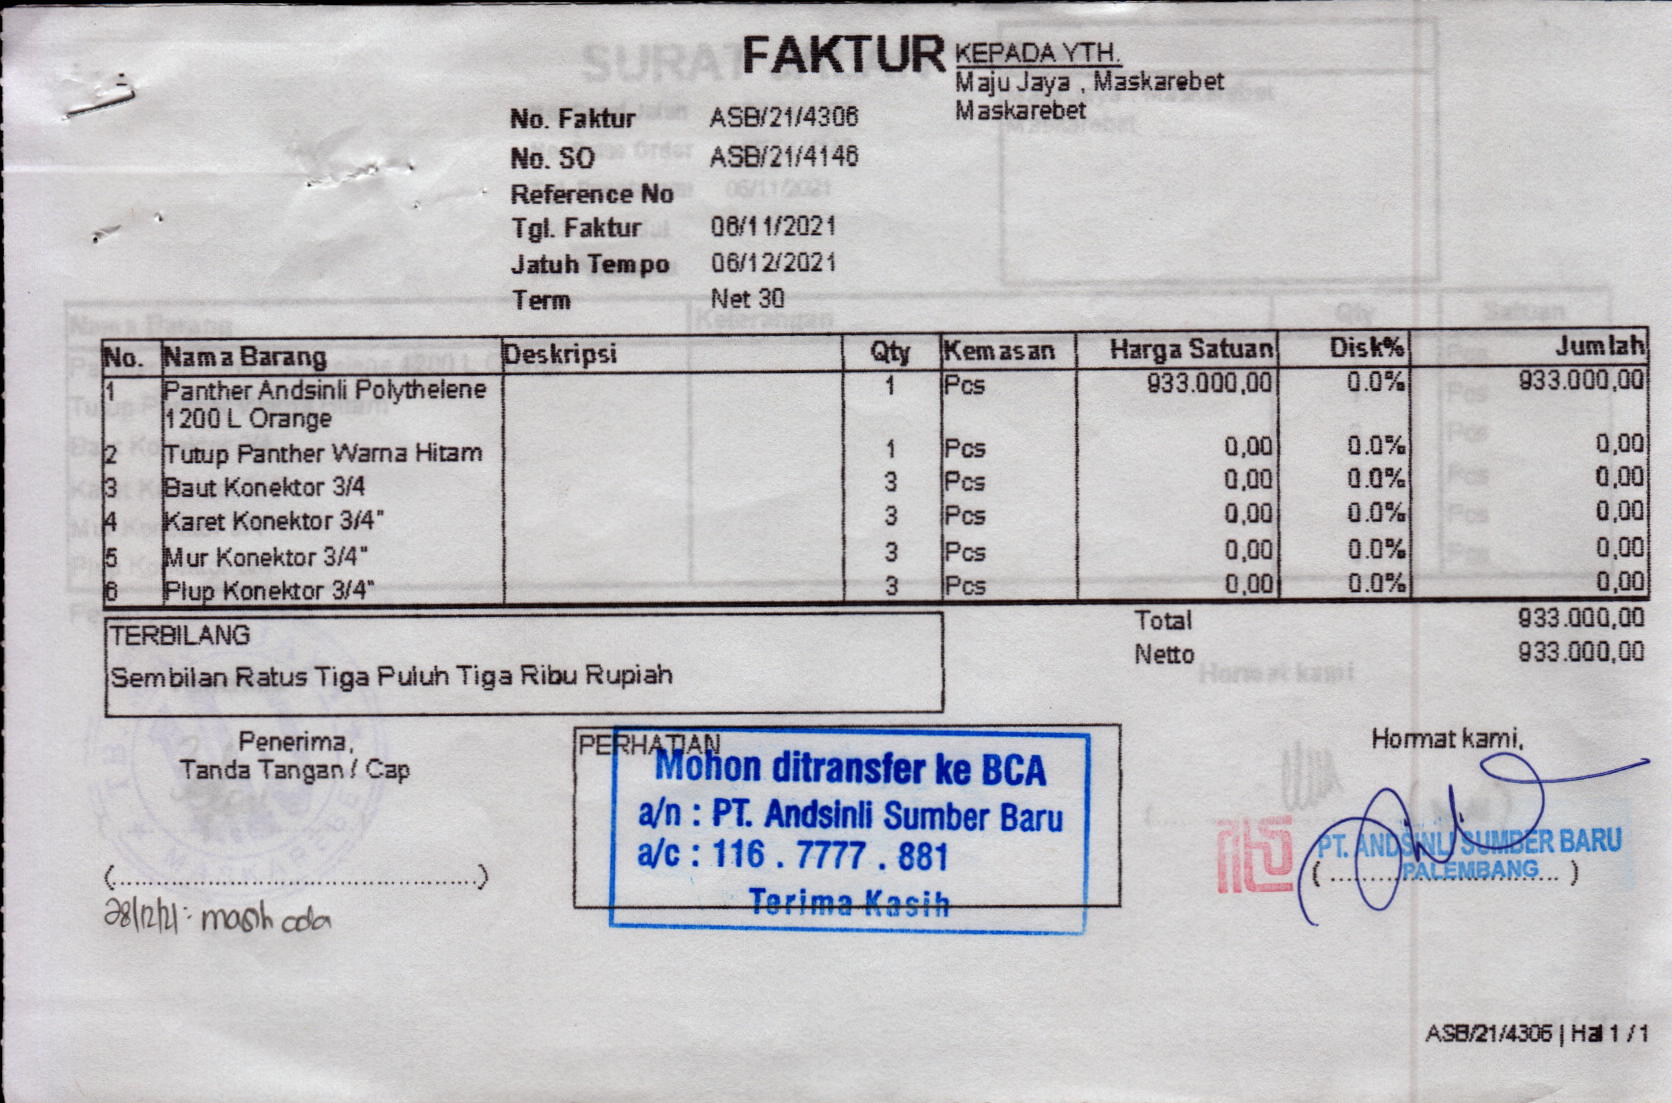 FAKTUR
KEPADA YTH.
Maju Jaya , Maskarebet
Maskarebet
No. Faktur ASB/21/4306
No. SO ASB/21/4146
Reference No
Tgl. Faktur 06/11/2021
Jatuh Tempo 06/12/2021
Term Net 30
No. Nama Barang Deskripsi Qty Kemasan Harga Satuan Disk% Jumlah
1 Panther Andsinli Polythelene 1 Pcs 933.000,00 0.0% 933.000,00
1200 L Orange
2 Tutup Panther Warna Hitam 1 Pcs 0,00 0.0% 0,00
3 Baut Konektor 3/4 3 Pcs 0,00 0.0% 0,00
4 Karet Konektor 3/4" 3 Pcs 0,00 0.0% 0,00
5 Mur Konektor 3/4" 3 Pcs 0,00 0.0% 0,00
6 Plup Konektor 3/4" 3 Pcs 0,00 0.0% 0,00
Total 933.000,00
Netto 933.000,00
TERBILANG
Sembilan Ratus Tiga Puluh Tiga Ribu Rupiah
Penerima,
Tanda Tangan / Cap
(..................................................)
28/12/21: masih ada
PERHATIAN
Mohon ditransfer ke BCA
a/n : PT. Andsinli Sumber Baru
a/c : 116 . 7777 . 881
Terima Kasih
Hormat kami,
PT. ANDSINLI SUMBER BARU
PALEMBANG
ASB/21/4306 | Hal 1 / 1